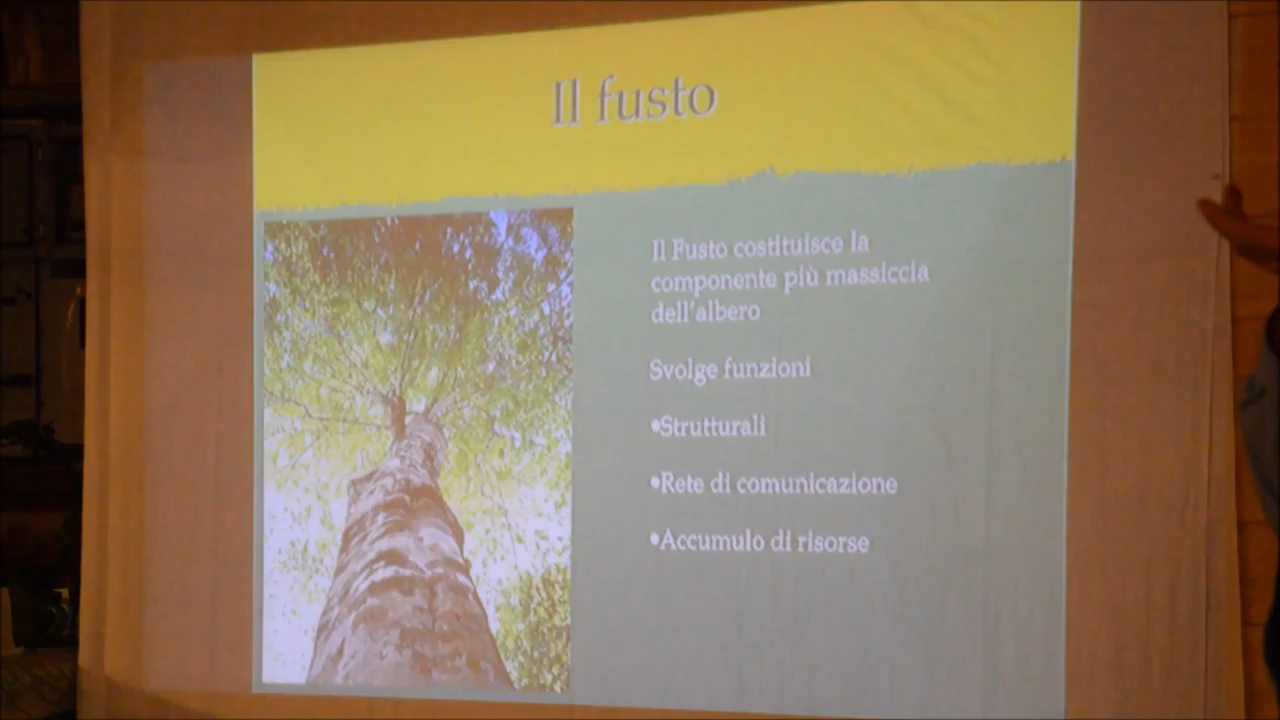 Il fusto
Il Fusto costituisce la
componente più massiccia
dell'albero
Svolge funzioni
•Strutturali
•Rete di comunicazione
•Accumulo di risorse